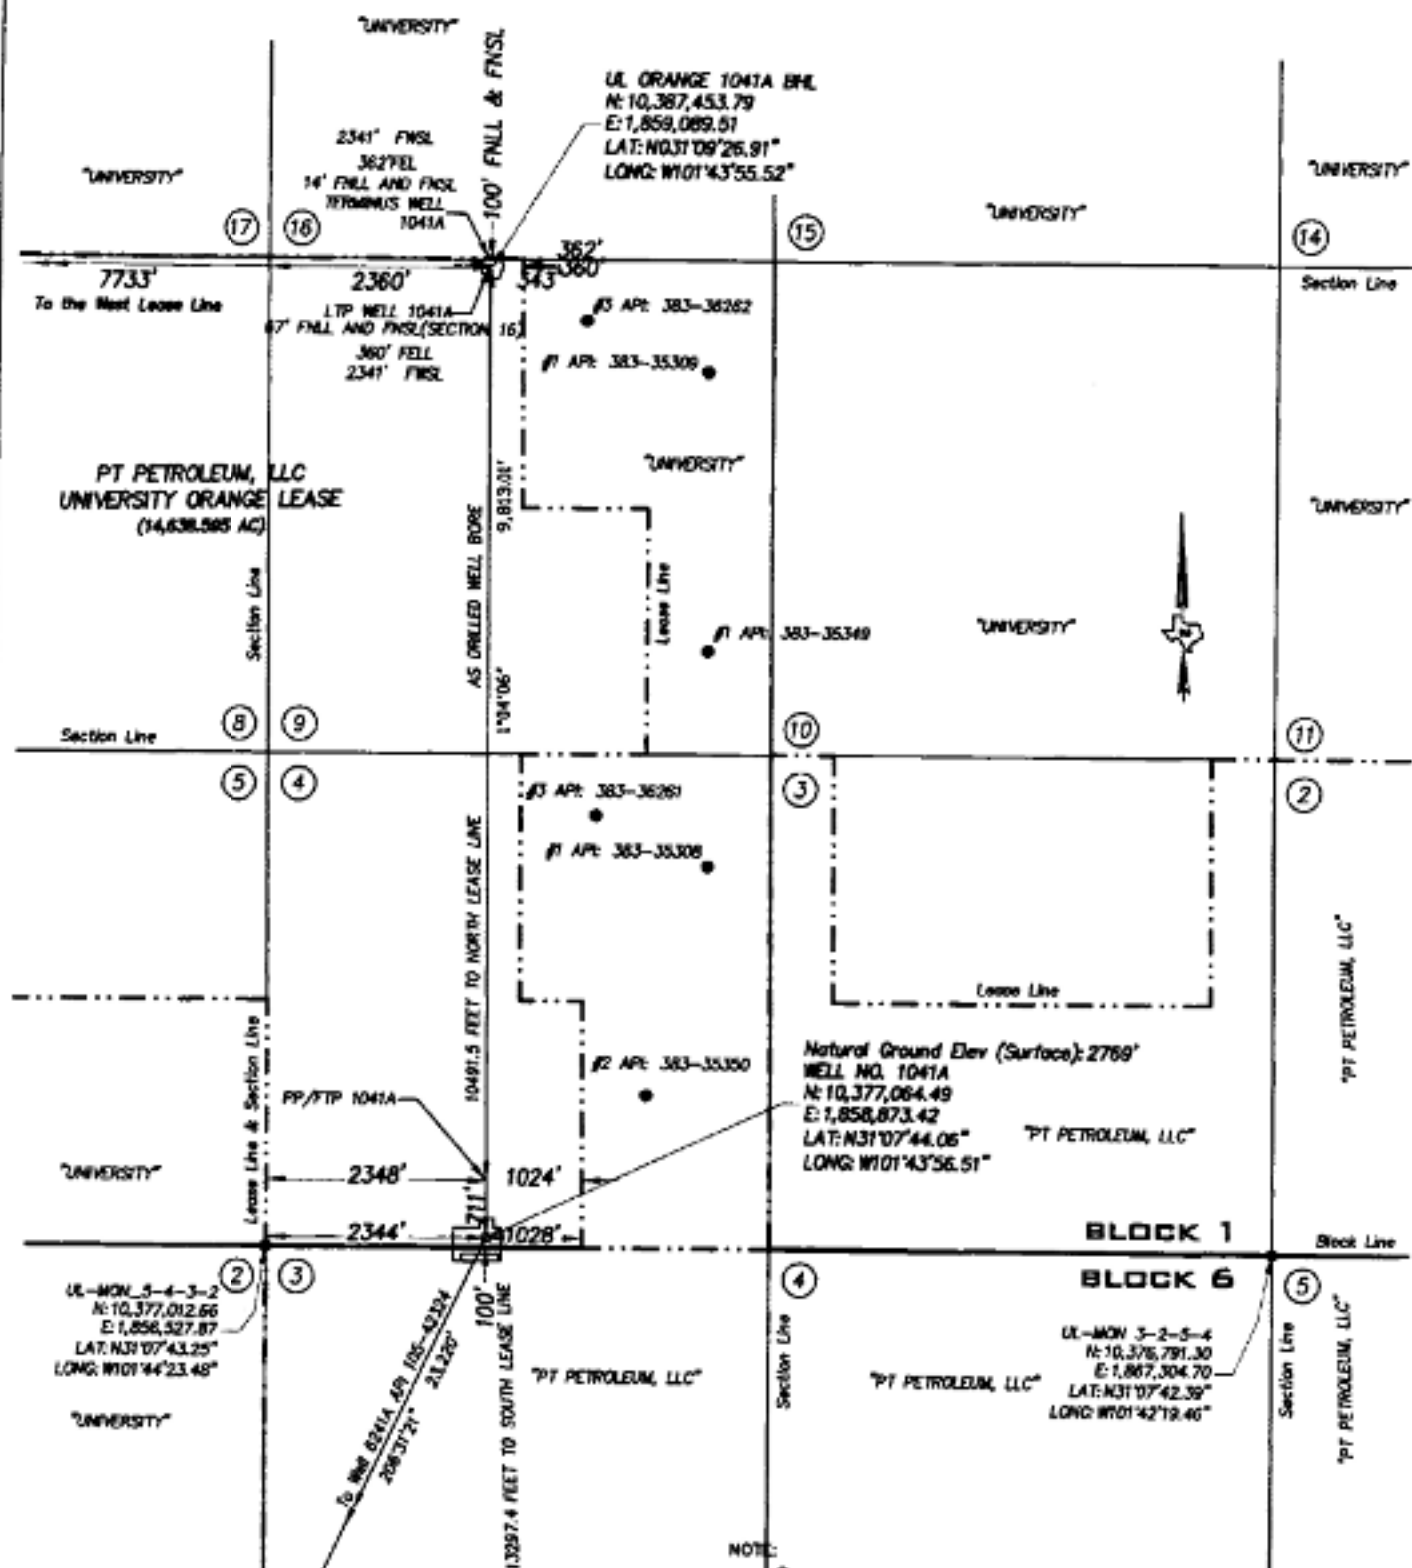 "UNIVERSITY"
100' FNLL & FNSL
UL ORANGE 1041A BHL
N: 10,387,453.79
E: 1,859,089.51
LAT: N031°09'26.91"
LONG: W101°43'55.52"
2341' FWSL
362'FEL
14' FNLL AND FNSL
TERMINUS WELL
1041A
"UNIVERSITY"
"UNIVERSITY"
"UNIVERSITY"
17
16
15
14
362'
360'
343'
7733'
To the West Lease Line
2360'
Section Line
LTP WELL 1041A
67' FNLL AND FNSL(SECTION 16)
360' FELL
2341' FWSL
#3 API: 383-36262
#1 API: 383-35309
PT PETROLEUM, LLC
UNIVERSITY ORANGE LEASE
(14,638.595 AC)
"UNIVERSITY"
"UNIVERSITY"
9,813.01'
AS DRILLED WELL BORE
1°04'06"
Section Line
Lease Line
#1 API: 383-35349
"UNIVERSITY"
8
9
10
11
Section Line
5
4
3
2
#3 API: 383-36261
#1 API: 383-35308
10491.5 FEET TO NORTH LEASE LINE
Lease Line
"PT PETROLEUM, LLC"
Lease Line & Section Line
#2 API: 383-35350
PP/FTP 1041A
Natural Ground Elev (Surface): 2769'
WELL NO. 1041A
N: 10,377,064.49
E: 1,858,873.42
LAT: N31°07'44.06"
LONG: W101°43'56.51"
"PT PETROLEUM, LLC"
"UNIVERSITY"
2348'
1024'
711'
2344'
1028'
BLOCK 1
Block Line
BLOCK 6
2
3
4
5
UL-MON_5-4-3-2
N: 10,377,012.66
E: 1,856,527.87
LAT: N31°07'43.25"
LONG: W101°44'23.48"
100'
13297.4 FEET TO SOUTH LEASE LINE
To Well 6241A API 105-42324
23,220'
206°31'21"
"PT PETROLEUM, LLC"
Section Line
"PT PETROLEUM, LLC"
UL-MON 3-2-5-4
N: 10,376,791.30
E: 1,867,304.70
LAT: N31°07'42.39"
LONG: W101°42'19.46"
Section Line
"PT PETROLEUM, LLC"
"UNIVERSITY"
NOTE: